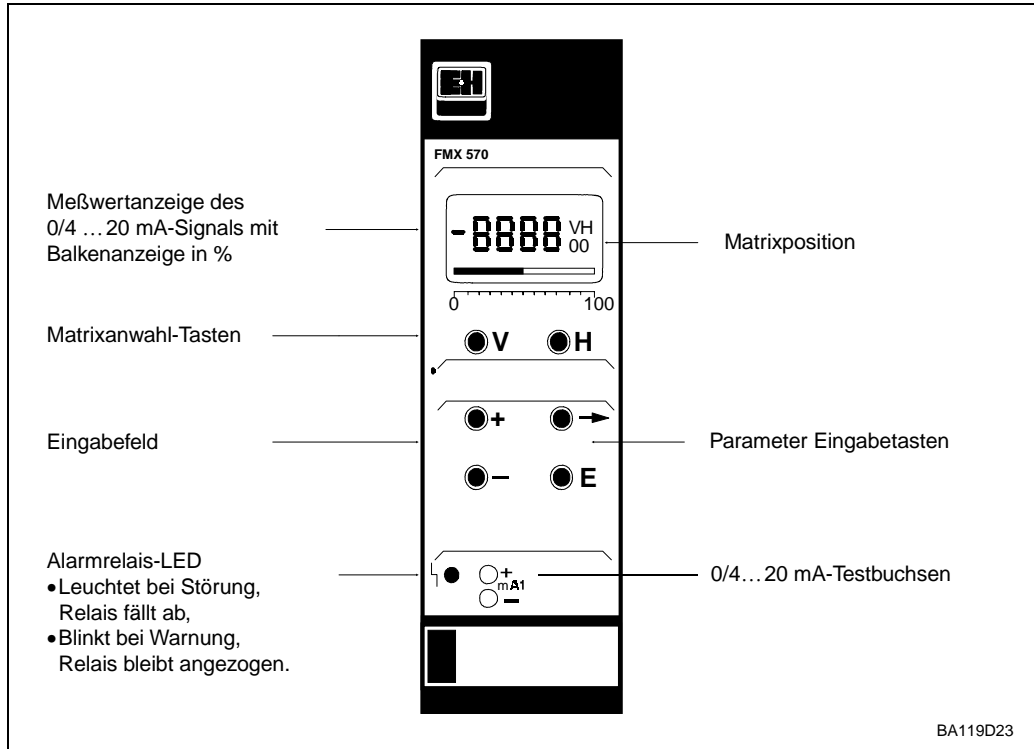 EH
FMX 570
Meßwertanzeige des
0/4 … 20 mA-Signals mit
Balkenanzeige in %
-8888 VH
00
Matrixposition
0 100
Matrixanwahl-Tasten
V H
+
Eingabefeld
Parameter Eingabetasten
– E
Alarmrelais-LED
•Leuchtet bei Störung,
Relais fällt ab,
•Blinkt bei Warnung,
Relais bleibt angezogen.
+
mA1
–
0/4… 20 mA-Testbuchsen
BA119D23